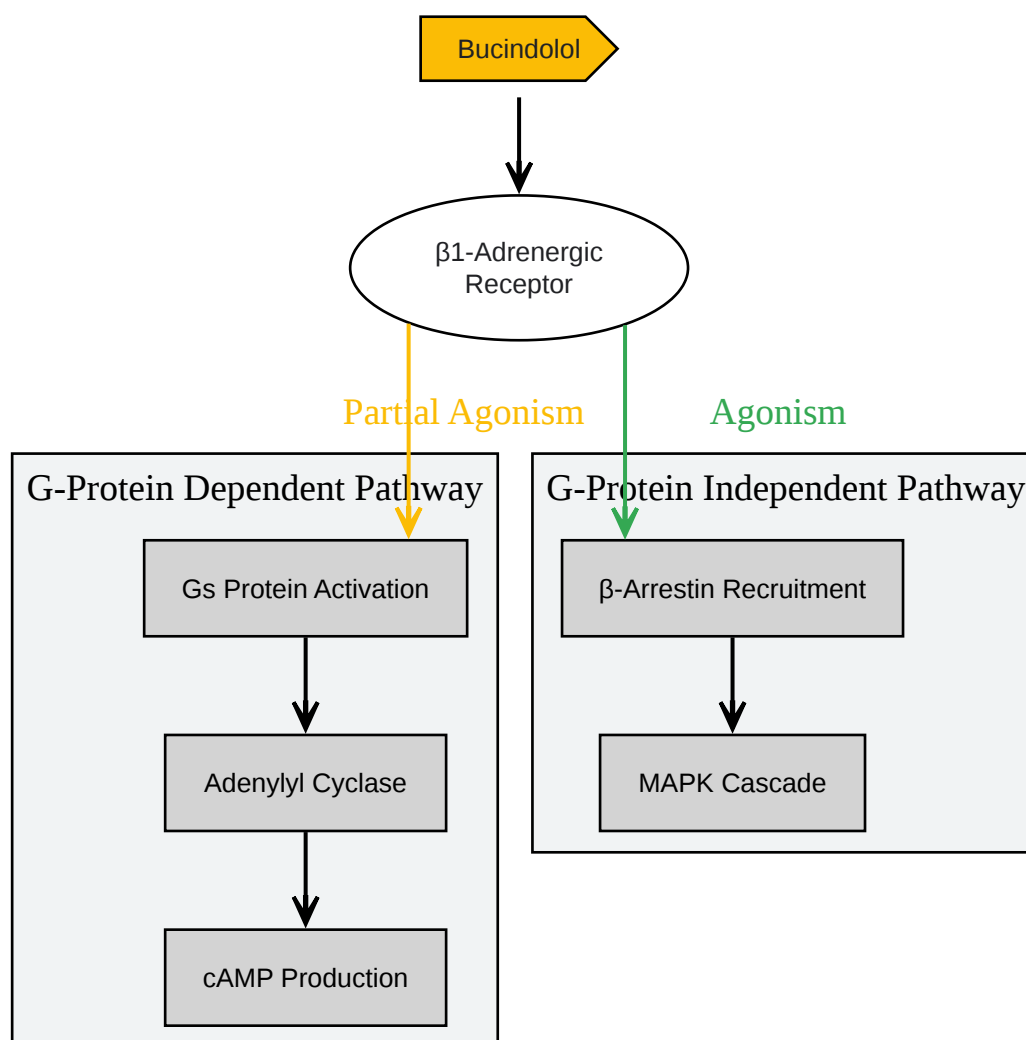 Bucindolol
β1-Adrenergic
Receptor
Partial Agonism
Agonism
G-Protein Dependent Pathway
G-Protein Independent Pathway
Gs Protein Activation
β-Arrestin Recruitment
Adenylyl Cyclase
MAPK Cascade
cAMP Production